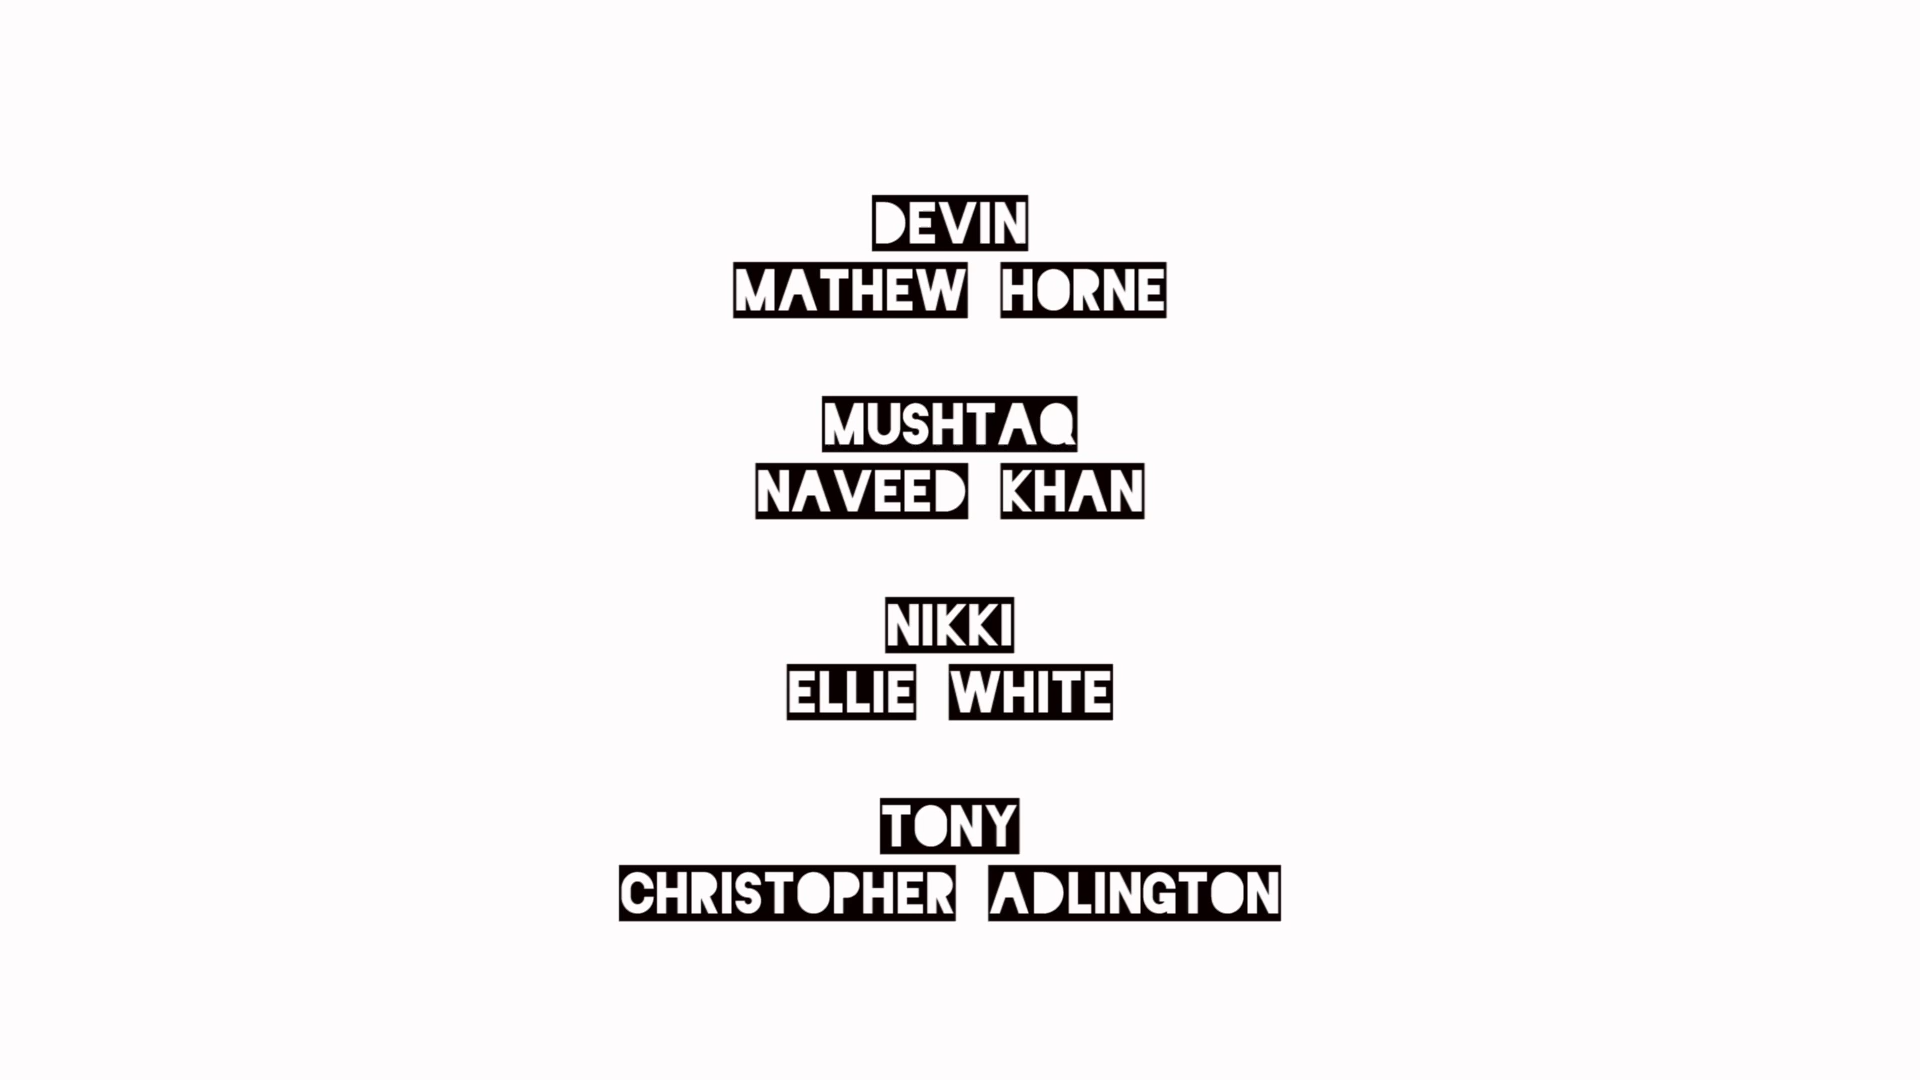 DEVIN
MATHEW HORNE
MUSHTAQ
NAVEED KHAN
NIKKI
ELLIE WHITE
TONY
CHRISTOPHER ADLINGTON